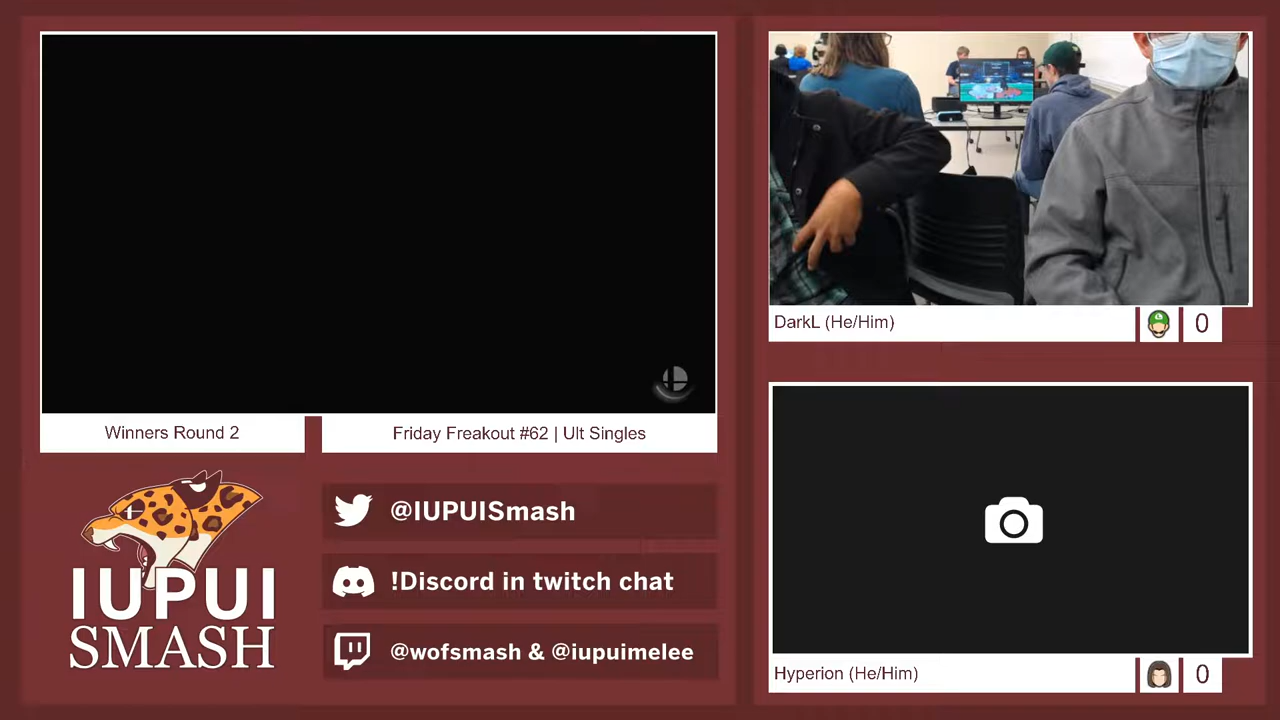 DarkL (He/Him)
0
Winners Round 2
Friday Freakout #62 | Ult Singles
@IUPUISmash
!Discord in twitch chat
@wofsmash & @iupuimelee
IUPUI
SMASH
Hyperion (He/Him)
0